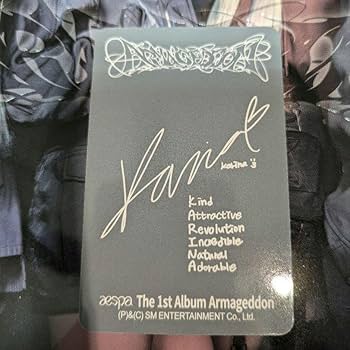 Armageddon
Karina
karina's
Kind
Attractive
Revolution
Incredible
Natural
Adorable
aespa The 1st Album Armageddon
(P)&(C) SM ENTERTAINMENT Co., Ltd.